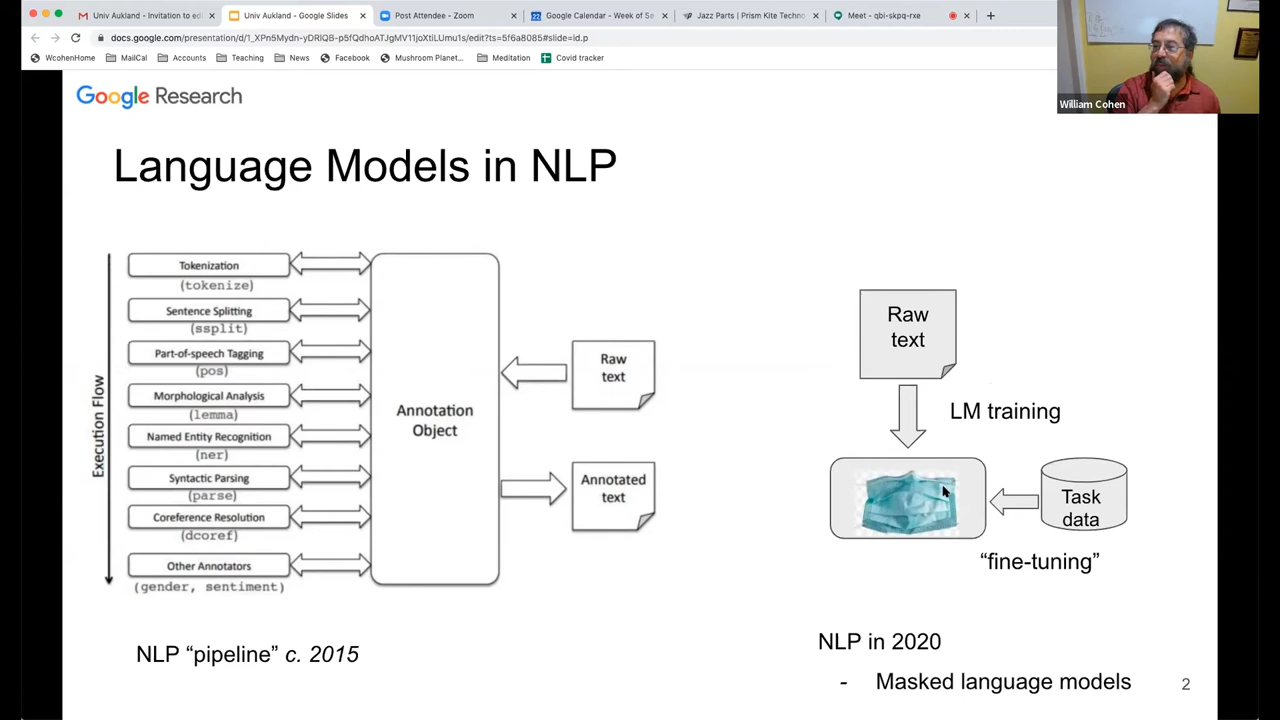 Univ Aukland - Invitation to edi
Univ Aukland - Google Slides
Post Attendee - Zoom
Google Calendar - Week of Se
Jazz Parts | Prism Kite Techno
Meet - qbi-skpq-rxe
docs.google.com/presentation/d/1_XPn5Mydn-yDRlQB-p5fQdhoATgMV11joXtiLUmu1s/edit?ts=5f6a8085#slide=id.p
WcohenHome
MailCal
Accounts
Teaching
News
Facebook
Mushroom Planet...
Meditation
Covid tracker
William Cohen
Google Research
Language Models in NLP
Execution Flow
Tokenization
(tokenize)
Sentence Splitting
(ssplit)
Part-of-speech Tagging
(pos)
Morphological Analysis
(lemma)
Named Entity Recognition
(ner)
Syntactic Parsing
(parse)
Coreference Resolution
(dcoref)
Other Annotators
(gender, sentiment)
Annotation
Object
Raw
text
Annotated
text
NLP “pipeline” c. 2015
Raw
text
LM training
Task
data
“fine-tuning”
NLP in 2020
- Masked language models
2